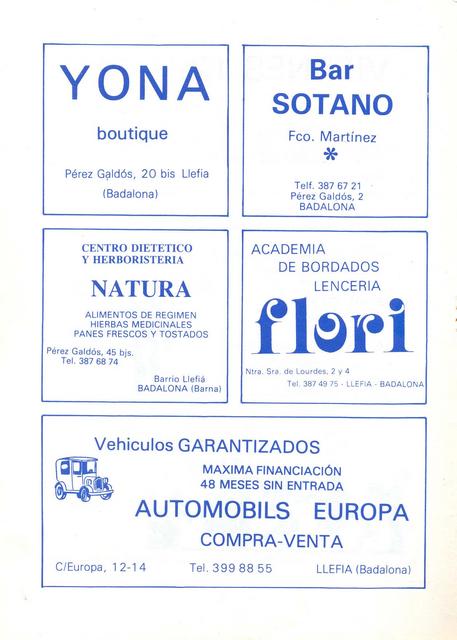 YONA
boutique
Pérez Galdós, 20 bis Llefia
(Badalona)
Bar
SOTANO
Fco. Martínez
*
Telf. 387 67 21
Pérez Galdós, 2
BADALONA
CENTRO DIETETICO
Y HERBORISTERIA
NATURA
ALIMENTOS DE REGIMEN
HIERBAS MEDICINALES
PANES FRESCOS Y TOSTADOS
Pérez Galdós, 45 bjs.
Tel. 387 68 74
Barrio Llefiá
BADALONA (Barna)
ACADEMIA
DE BORDADOS
LENCERIA
flori
Ntra. Sra. de Lourdes, 2 y 4
Tel. 387 49 75 - LLEFIA - BADALONA
Vehiculos GARANTIZADOS
MAXIMA FINANCIACIÓN
48 MESES SIN ENTRADA
AUTOMOBILS EUROPA
COMPRA-VENTA
C/Europa, 12-14 Tel. 399 88 55 LLEFIA (Badalona)